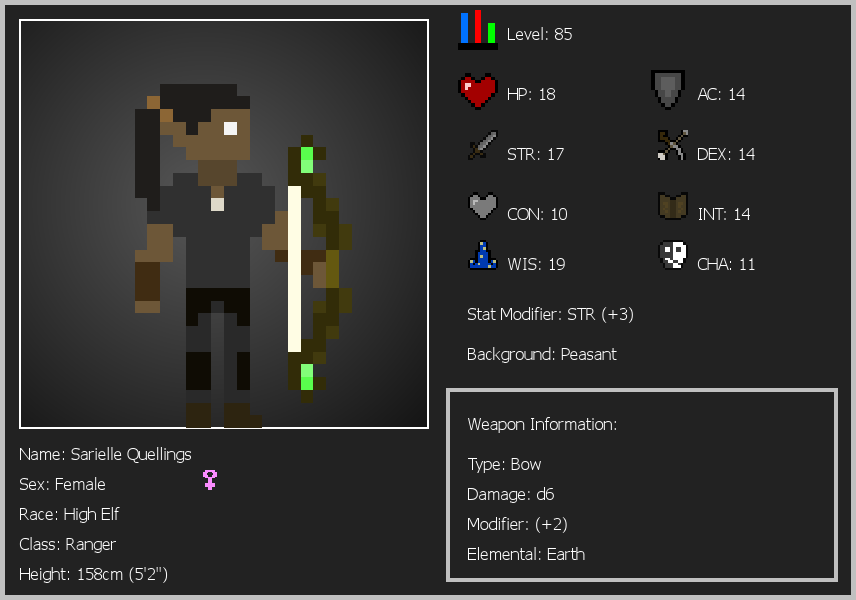 Level: 85
HP: 18
AC: 14
STR: 17
DEX: 14
CON: 10
INT: 14
WIS: 19
CHA: 11
Stat Modifier: STR (+3)
Background: Peasant
Weapon Information:
Type: Bow
Damage: d6
Modifier: (+2)
Elemental: Earth
Name: Sarielle Quellings
Sex: Female
Race: High Elf
Class: Ranger
Height: 158cm (5'2")